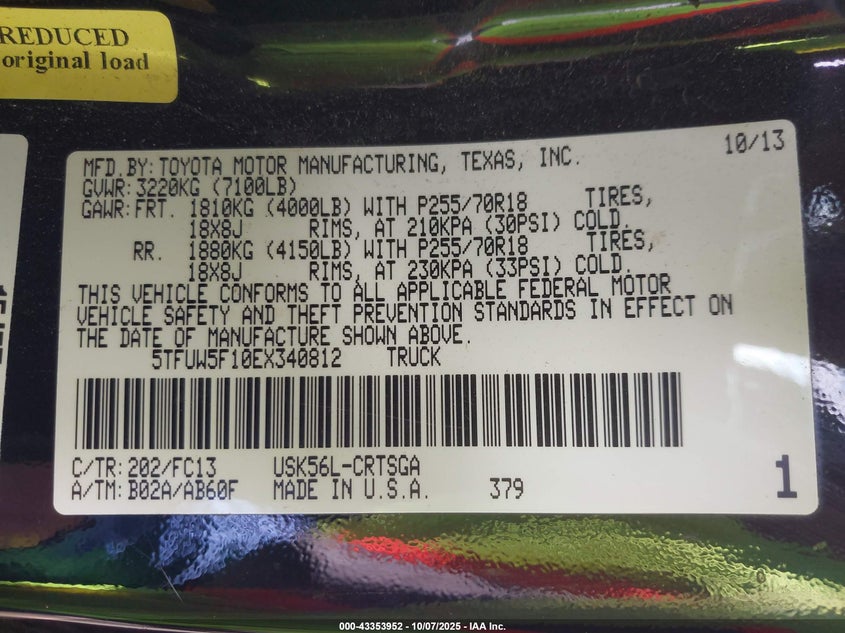 REDUCED
original load
10/13
MFD.BY: TOYOTA MOTOR MANUFACTURING, TEXAS, INC.
GVWR: 3220KG (7100LB)
GAWR: FRT. 1810KG (4000LB) WITH P255/70R18 TIRES,
18X8J RIMS, AT 210KPA (30PSI) COLD.
RR. 1880KG (4150LB) WITH P255/70R18 TIRES,
18X8J RIMS, AT 230KPA (33PSI) COLD.
THIS VEHICLE CONFORMS TO ALL APPLICABLE FEDERAL MOTOR
VEHICLE SAFETY AND THEFT PREVENTION STANDARDS IN EFFECT ON
THE DATE OF MANUFACTURE SHOWN ABOVE.
5TFUW5F10EX340812 TRUCK
C/TR: 202/FC13 USK56L-CRTSGA
A/TM: B02A/AB60F MADE IN U.S.A. 379 1
000-43353952 - 10/07/2025 - IAA Inc.